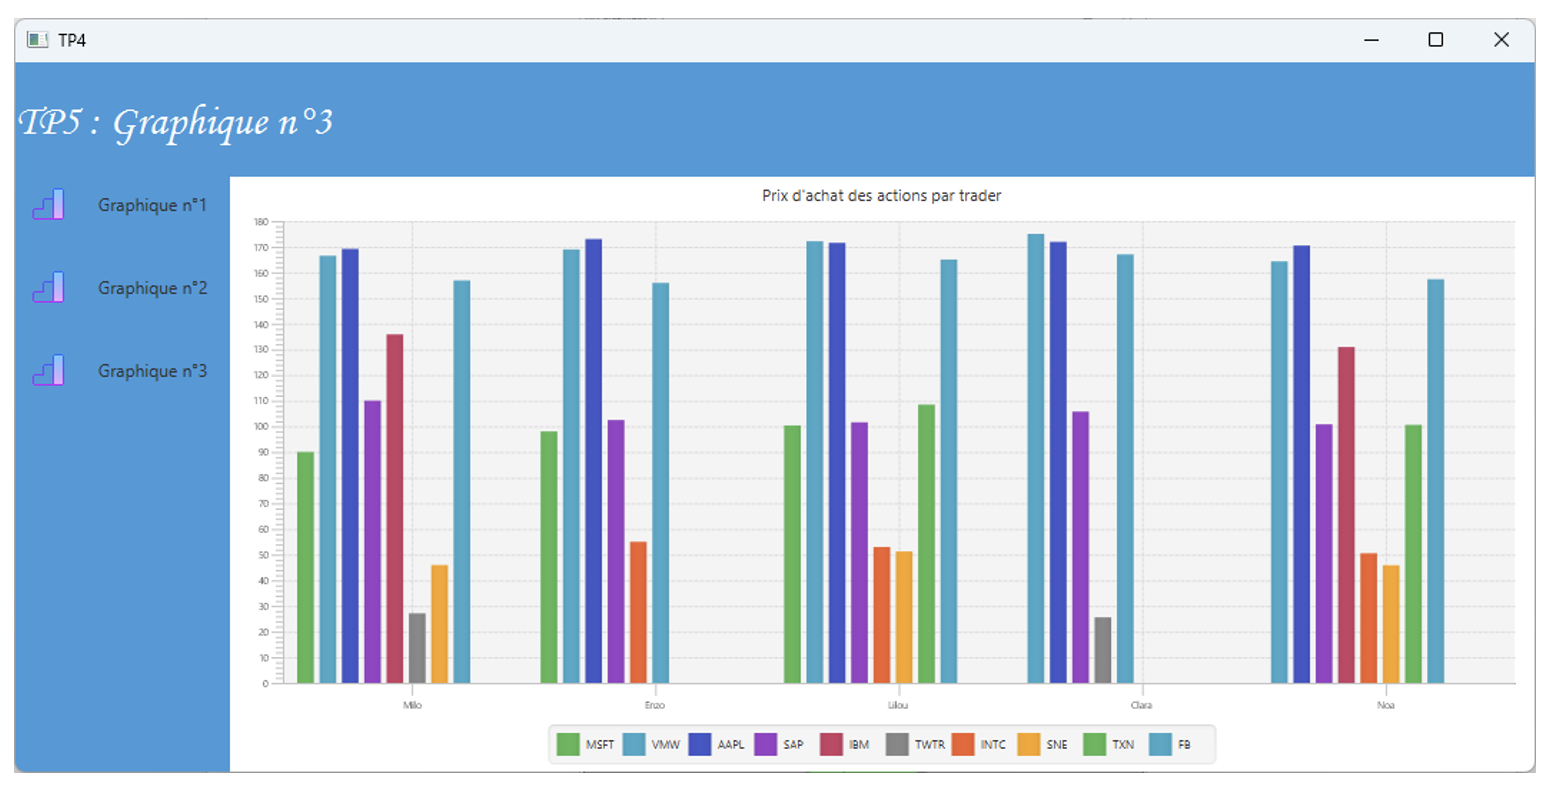 TP4
TP5 : Graphique n°3
Graphique n°1
Graphique n°2
Graphique n°3
Prix d'achat des actions par trader
180
170
160
150
140
130
120
110
100
90
80
70
60
50
40
30
20
10
0
Milo Enzo Lilou Clara Noa
MSFT VMW AAPL SAP IBM TWTR INTC SNE TXN FB